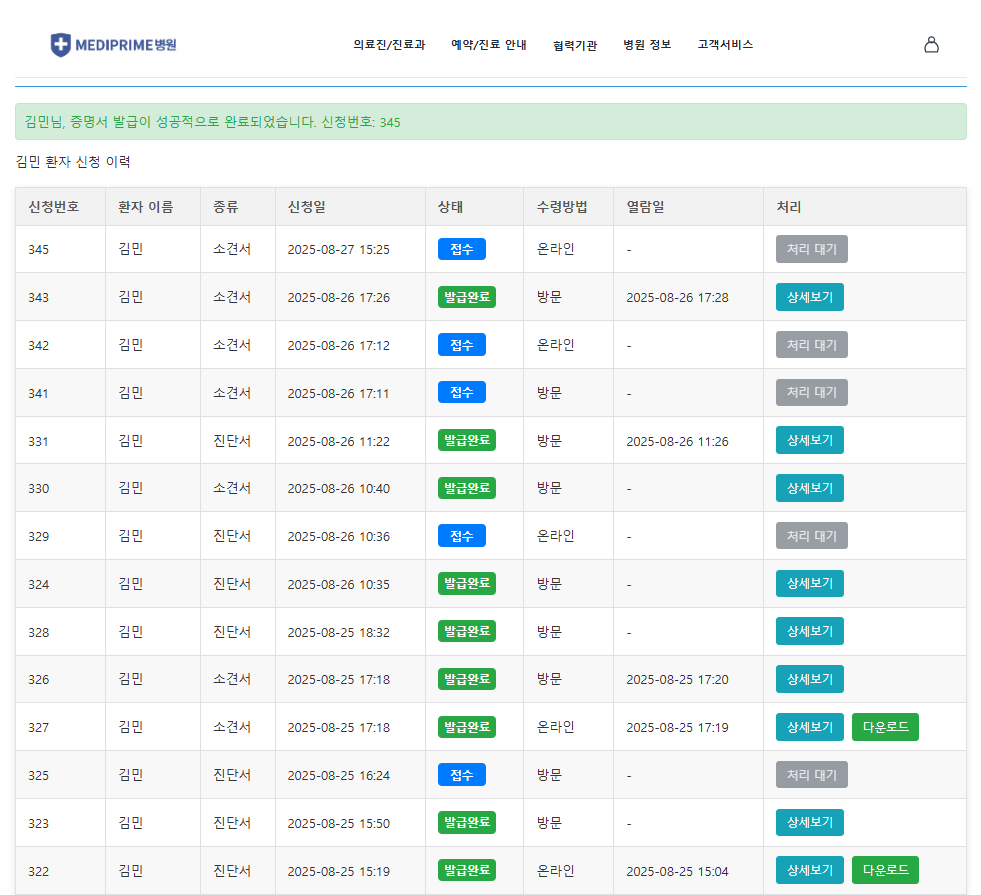 MEDIPRIME병원
의료진/진료과 예약/진료 안내 협력기관 병원 정보 고객서비스
김민님, 증명서 발급이 성공적으로 완료되었습니다. 신청번호: 345
김민 환자 신청 이력
신청번호 환자 이름 종류 신청일 상태 수령방법 열람일 처리
345 김민 소견서 2025-08-27 15:25 접수 온라인 - 처리 대기
343 김민 소견서 2025-08-26 17:26 발급완료 방문 2025-08-26 17:28 상세보기
342 김민 소견서 2025-08-26 17:12 접수 온라인 - 처리 대기
341 김민 소견서 2025-08-26 17:11 접수 방문 - 처리 대기
331 김민 진단서 2025-08-26 11:22 발급완료 방문 2025-08-26 11:26 상세보기
330 김민 소견서 2025-08-26 10:40 발급완료 방문 - 상세보기
329 김민 진단서 2025-08-26 10:36 접수 온라인 - 처리 대기
324 김민 진단서 2025-08-26 10:35 발급완료 방문 - 상세보기
328 김민 진단서 2025-08-25 18:32 발급완료 방문 - 상세보기
326 김민 소견서 2025-08-25 17:18 발급완료 방문 2025-08-25 17:20 상세보기
327 김민 소견서 2025-08-25 17:18 발급완료 온라인 2025-08-25 17:19 상세보기 다운로드
325 김민 진단서 2025-08-25 16:24 접수 방문 - 처리 대기
323 김민 진단서 2025-08-25 15:50 발급완료 방문 - 상세보기
322 김민 진단서 2025-08-25 15:19 발급완료 온라인 2025-08-25 15:04 상세보기 다운로드